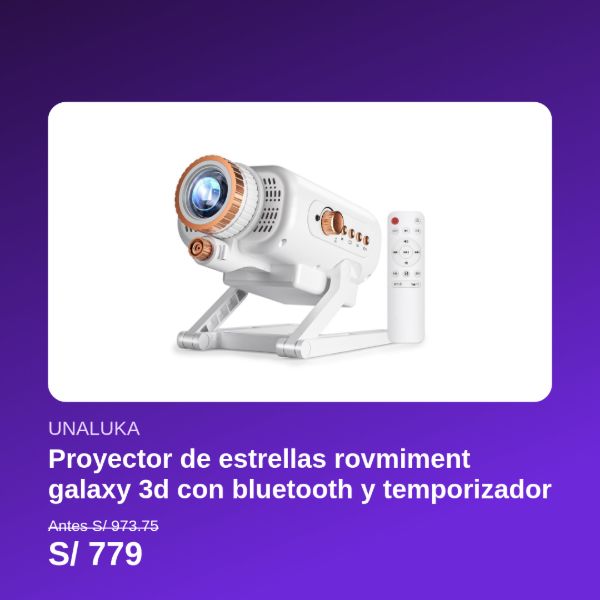 UNALUKA
Proyector de estrellas rovmiment
galaxy 3d con bluetooth y temporizador
Antes S/ 973.75
S/ 779